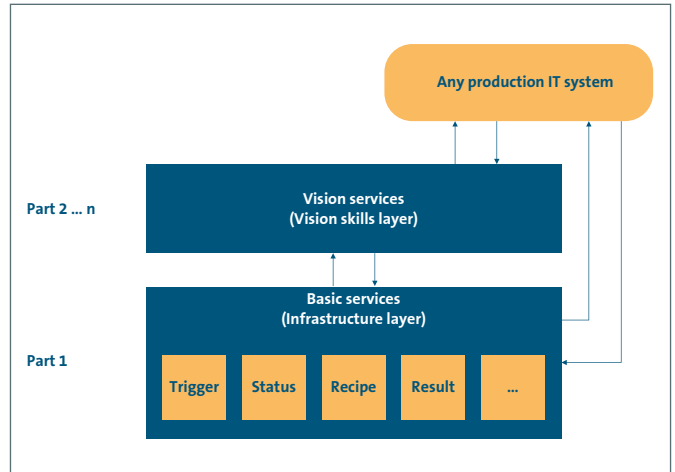 Any production IT system
Part 2 ... n
Vision services
(Vision skills layer)
Basic services
(Infrastructure layer)
Part 1
Trigger
Status
Recipe
Result
...